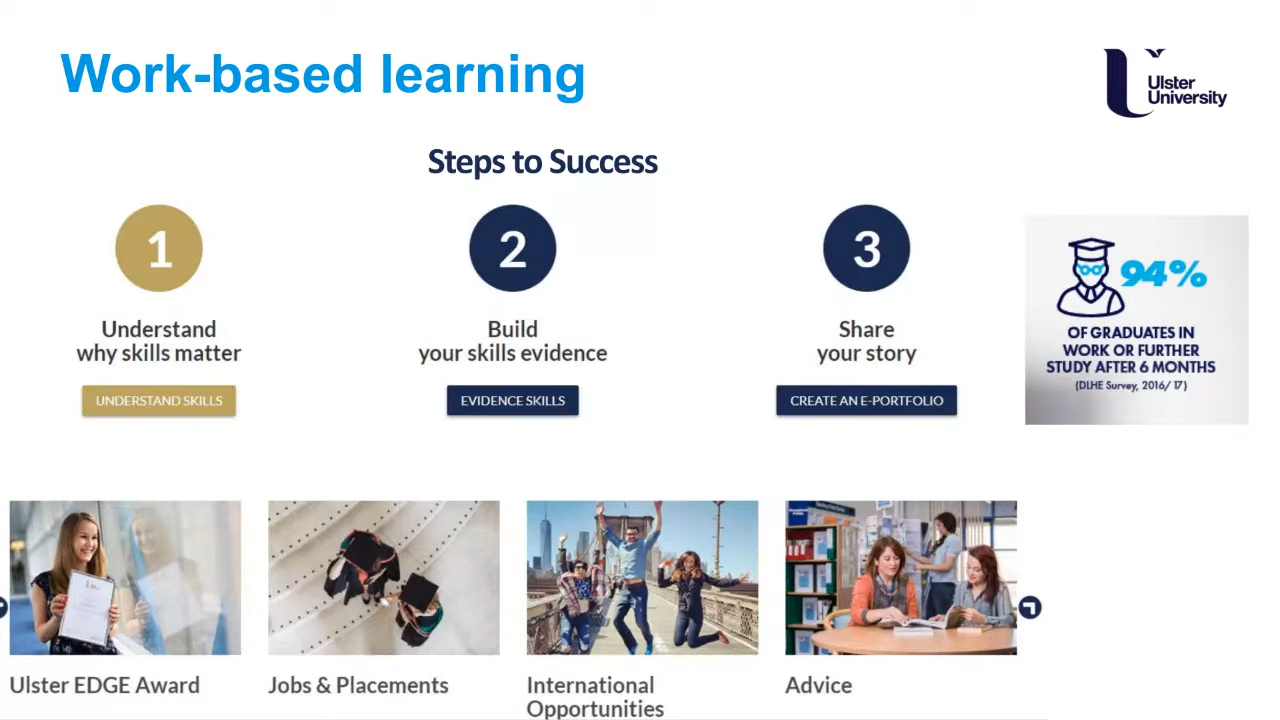 Work-based learning
Ulster
University
Steps to Success
1
2
3
Understand
why skills matter
Build
your skills evidence
Share
your story
UNDERSTAND SKILLS
EVIDENCE SKILLS
CREATE AN E-PORTFOLIO
94%
OF GRADUATES IN
WORK OR FURTHER
STUDY AFTER 6 MONTHS
(DLHE Survey, 2016/ 17)
Ulster EDGE Award
Jobs & Placements
International
Opportunities
Advice